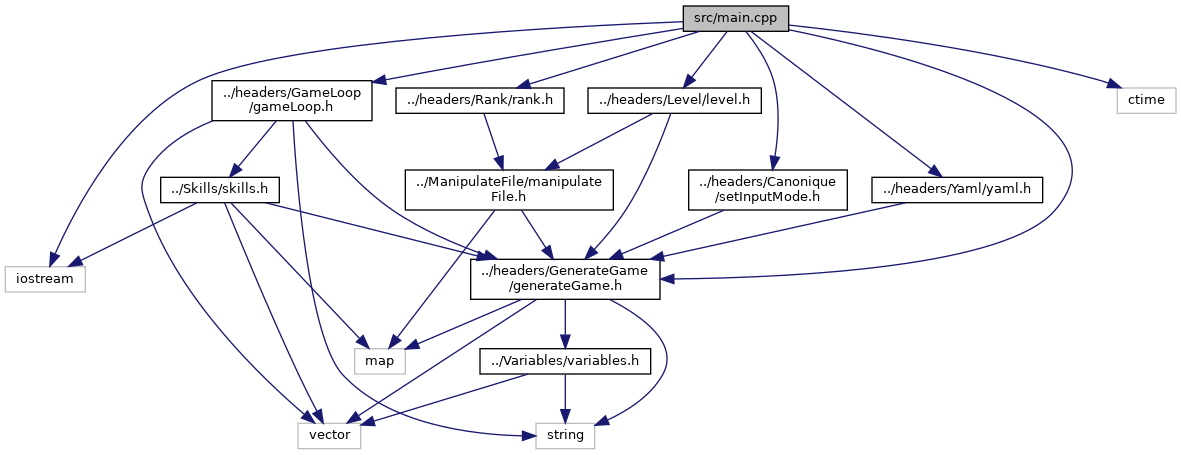 src/main.cpp
../headers/GameLoop
/gameLoop.h
../headers/Rank/rank.h
../headers/Level/level.h
ctime
../Skills/skills.h
../ManipulateFile/manipulate
File.h
../headers/Canonique
/setInputMode.h
../headers/Yaml/yaml.h
iostream
../headers/GenerateGame
/generateGame.h
map
../Variables/variables.h
vector
string